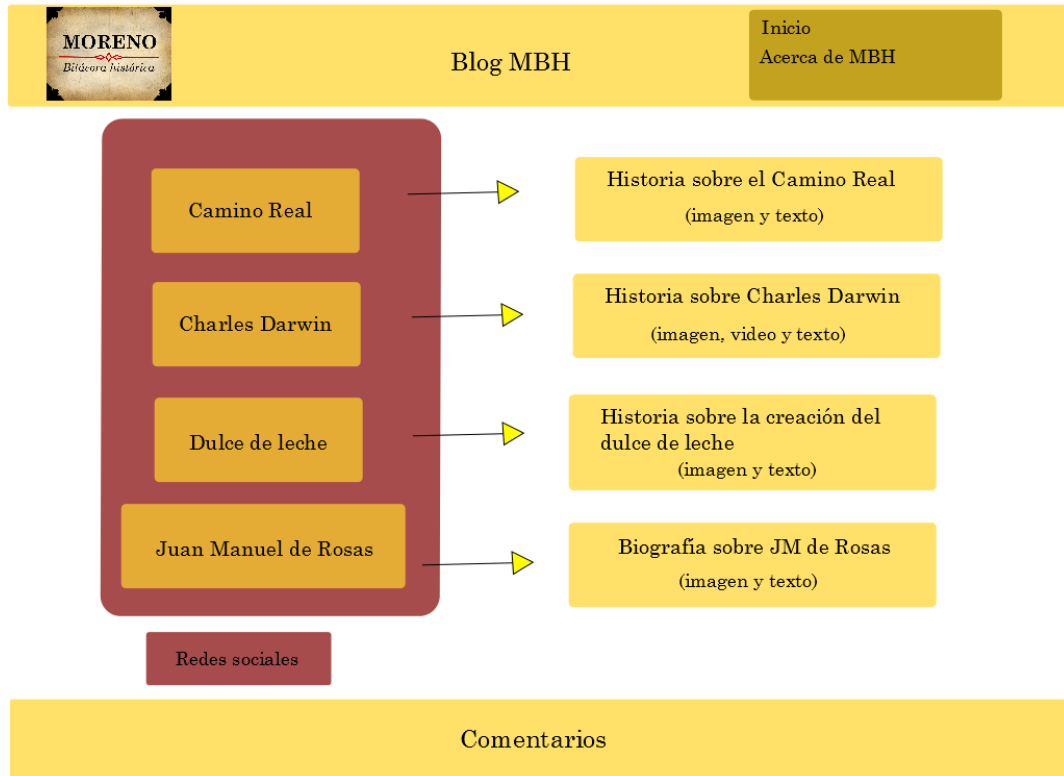 MORENO
Bitácora histórica
Blog MBH
Inicio
Acerca de MBH
Camino Real
Historia sobre el Camino Real
(imagen y texto)
Charles Darwin
Historia sobre Charles Darwin
(imagen, video y texto)
Dulce de leche
Historia sobre la creación del
dulce de leche
(imagen y texto)
Juan Manuel de Rosas
Biografía sobre JM de Rosas
(imagen y texto)
Redes sociales
Comentarios